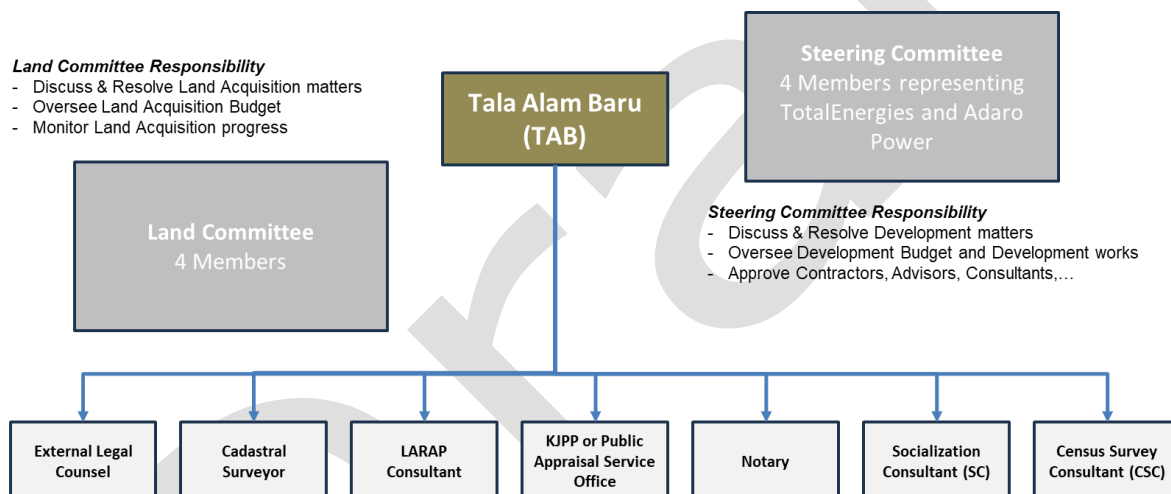 Land Committee Responsibility
- Discuss & Resolve Land Acquisition matters
- Oversee Land Acquisition Budget
- Monitor Land Acquisition progress
Tala Alam Baru
(TAB)
Steering Committee
4 Members representing
TotalEnergies and Adaro
Power
Land Committee
4 Members
Steering Committee Responsibility
- Discuss & Resolve Development matters
- Oversee Development Budget and Development works
- Approve Contractors, Advisors, Consultants,…
External Legal
Counsel
Cadastral
Surveyor
LARAP
Consultant
KJPP or Public
Appraisal Service
Office
Notary
Socialization
Consultant (SC)
Census Survey
Consultant (CSC)